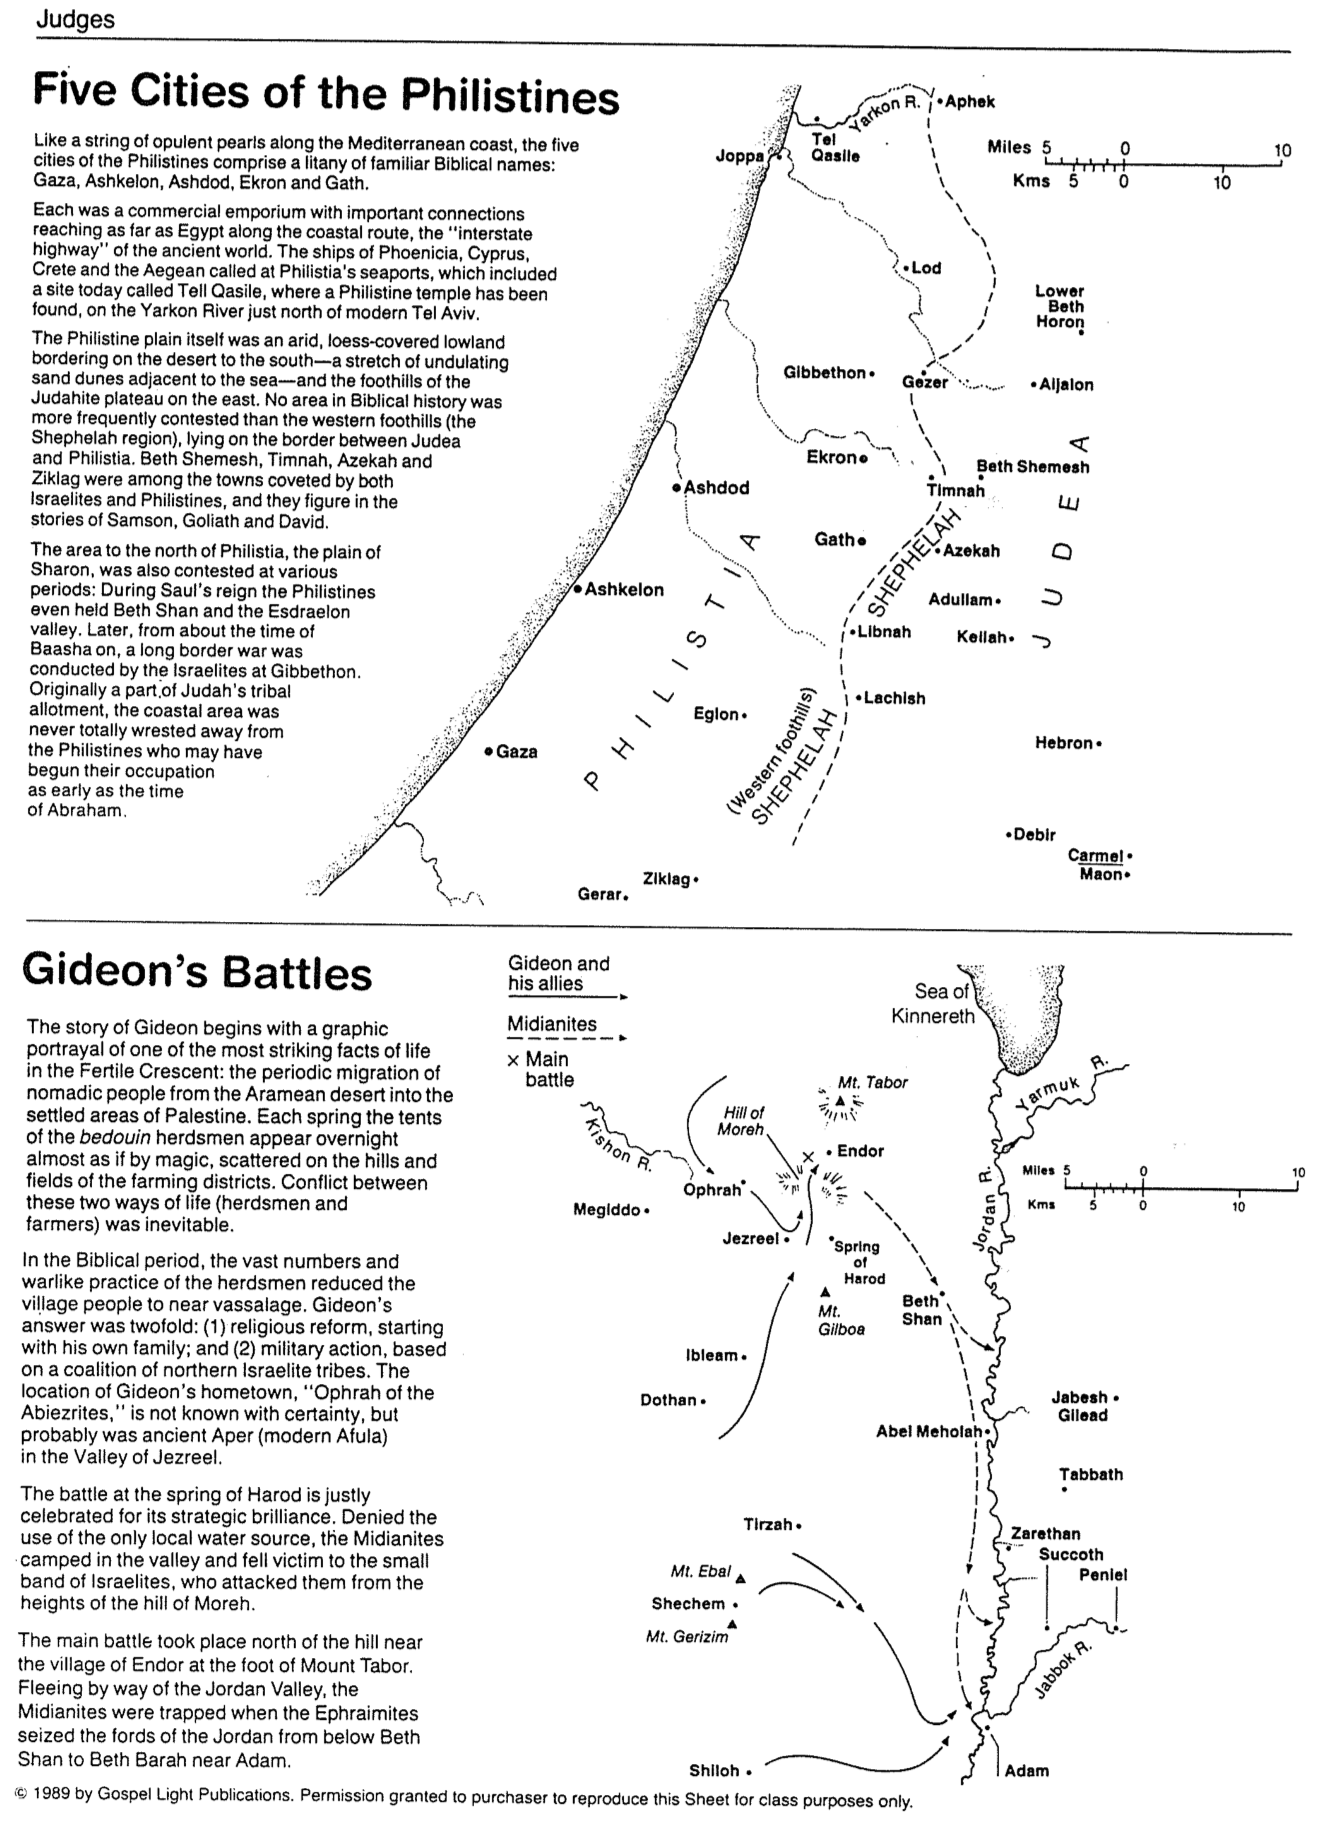 Judges
Five Cities of the Philistines
Like a string of opulent pearls along the Mediterranean coast, the five
cities of the Philistines comprise a litany of familiar Biblical names:
Gaza, Ashkelon, Ashdod, Ekron and Gath.
Each was a commercial emporium with important connections
reaching as far as Egypt along the coastal route, the "interstate
highway" of the ancient world. The ships of Phoenicia, Cyprus,
Crete and the Aegean called at Philistia's seaports, which included
a site today called Tell Qasile, where a Philistine temple has been
found, on the Yarkon River just north of modern Tel Aviv.
The Philistine plain itself was an arid, loess-covered lowland
bordering on the desert to the south—a stretch of undulating
sand dunes adjacent to the sea—and the foothills of the
Judahite plateau on the east. No area in Biblical history was
more frequently contested than the western foothills (the
Shephelah region), lying on the border between Judea
and Philistia. Beth Shemesh, Timnah, Azekah and
Ziklag were among the towns coveted by both
Israelites and Philistines, and they figure in the
stories of Samson, Goliath and David.
The area to the north of Philistia, the plain of
Sharon, was also contested at various
periods: During Saul's reign the Philistines
even held Beth Shan and the Esdraelon
valley. Later, from about the time of
Baasha on, a long border war was
conducted by the Israelites at Gibbethon.
Originally a part of Judah's tribal
allotment, the coastal area was
never totally wrested away from
the Philistines who may have
begun their occupation
as early as the time
of Abraham.
Yarkon R.
Aphek
Tel
Qasile
Joppa
Miles 5 0 10
Kms 5 0 10
Lod
Lower
Beth
Horon
Gibbethon
Gezer
Aijalon
Ekron
Beth Shemesh
Timnah
Ashdod
JUDEA
Gath
SHEPHELAH
Azekah
Ashkelon
PHILISTIA
Adullam
Libnah
Keilah
Lachish
Eglon
(Western foothills)
SHEPHELAH
Hebron
Gaza
Debir
Carmel
Maon
Ziklag
Gerar
Gideon's Battles
The story of Gideon begins with a graphic
portrayal of one of the most striking facts of life
in the Fertile Crescent: the periodic migration of
nomadic people from the Aramean desert into the
settled areas of Palestine. Each spring the tents
of the bedouin herdsmen appear overnight
almost as if by magic, scattered on the hills and
fields of the farming districts. Conflict between
these two ways of life (herdsmen and
farmers) was inevitable.
In the Biblical period, the vast numbers and
warlike practice of the herdsmen reduced the
village people to near vassalage. Gideon's
answer was twofold: (1) religious reform, starting
with his own family; and (2) military action, based
on a coalition of northern Israelite tribes. The
location of Gideon's hometown, "Ophrah of the
Abiezrites," is not known with certainty, but
probably was ancient Aper (modern Afula)
in the Valley of Jezreel.
The battle at the spring of Harod is justly
celebrated for its strategic brilliance. Denied the
use of the only local water source, the Midianites
camped in the valley and fell victim to the small
band of Israelites, who attacked them from the
heights of the hill of Moreh.
The main battle took place north of the hill near
the village of Endor at the foot of Mount Tabor.
Fleeing by way of the Jordan Valley, the
Midianites were trapped when the Ephraimites
seized the fords of the Jordan from below Beth
Shan to Beth Barah near Adam.
Gideon and
his allies
Midianites
× Main
battle
Sea of
Kinnereth
Yarmuk R.
Mt. Tabor
Hill of
Moreh
Kishon R.
Endor
Miles 5 0 10
Kms 5 0 10
Ophrah
Megiddo
Jordan R.
Jezreel
Spring
of
Harod
Mt.
Gilboa
Beth
Shan
Ibleam
Dothan
Jabesh
Gilead
Abel Meholah
Tabbath
Tirzah
Zarethan
Succoth
Peniel
Mt. Ebal
Shechem
Mt. Gerizim
Jabbok R.
Shiloh
Adam
© 1989 by Gospel Light Publications. Permission granted to purchaser to reproduce this Sheet for class purposes only.